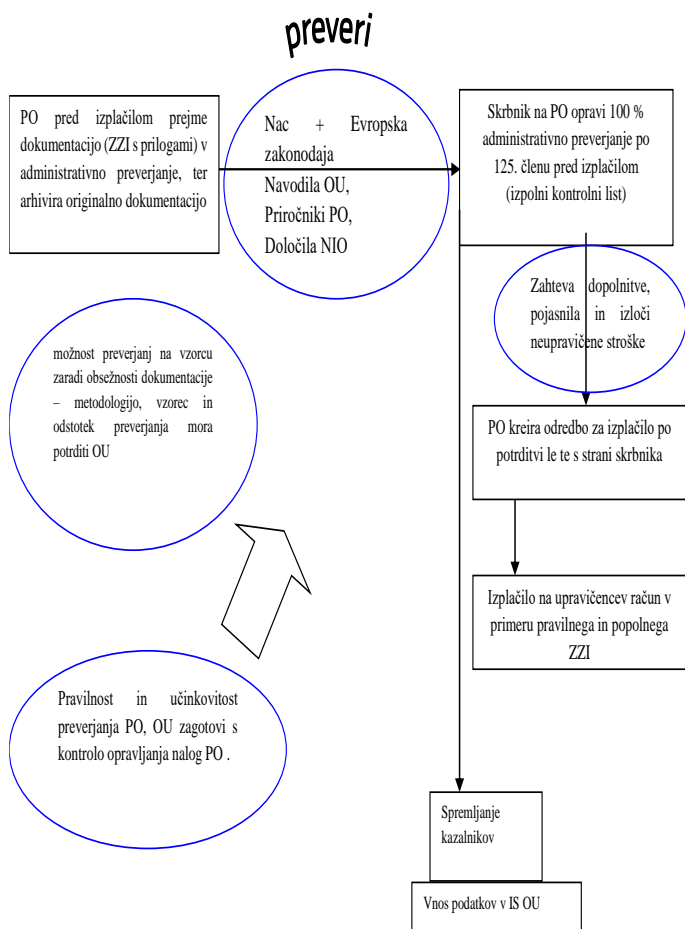 preveri
PO pred izplačilom prejme
dokumentacijo (ZZI s prilogami) v
administrativno preverjanje, ter
arhivira originalno dokumentacijo
Nac + Evropska
zakonodaja
Navodila OU,
Priročniki PO,
Določila NIO
Skrbnik na PO opravi 100 %
administrativno preverjanje po
125. členu pred izplačilom
(izpolni kontrolni list)
Zahteva dopolnitve,
pojasnila in izloči
neupravičene stroške
možnost preverjanj na vzorcu
zaradi obsežnosti dokumentacije
– metodologijo, vzorec in
odstotek preverjanja mora
potrditi OU
PO kreira odredbo za izplačilo po
potrditvi le te s strani skrbnika
Izplačilo na upravičencev račun v
primeru pravilnega in popolnega
ZZI
Pravilnost in učinkovitost
preverjanja PO, OU zagotovi s
kontrolo opravljanja nalog PO .
Spremljanje
kazalnikov
Vnos podatkov v IS OU